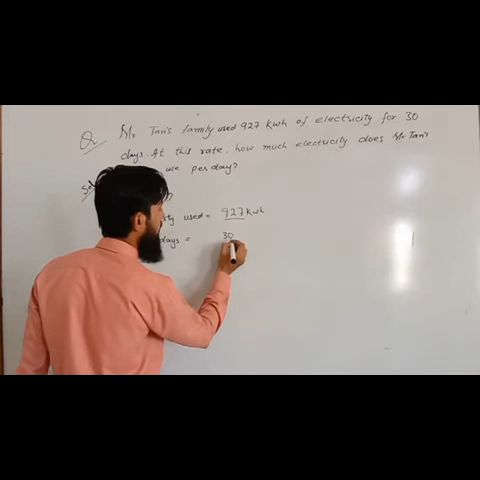 Q Mr Tan's family used 927 Kwh of electricity for 30
days. At this rate, how much electricity does Mr Tan's
use per day?
used = 927 Kwh
days = 30